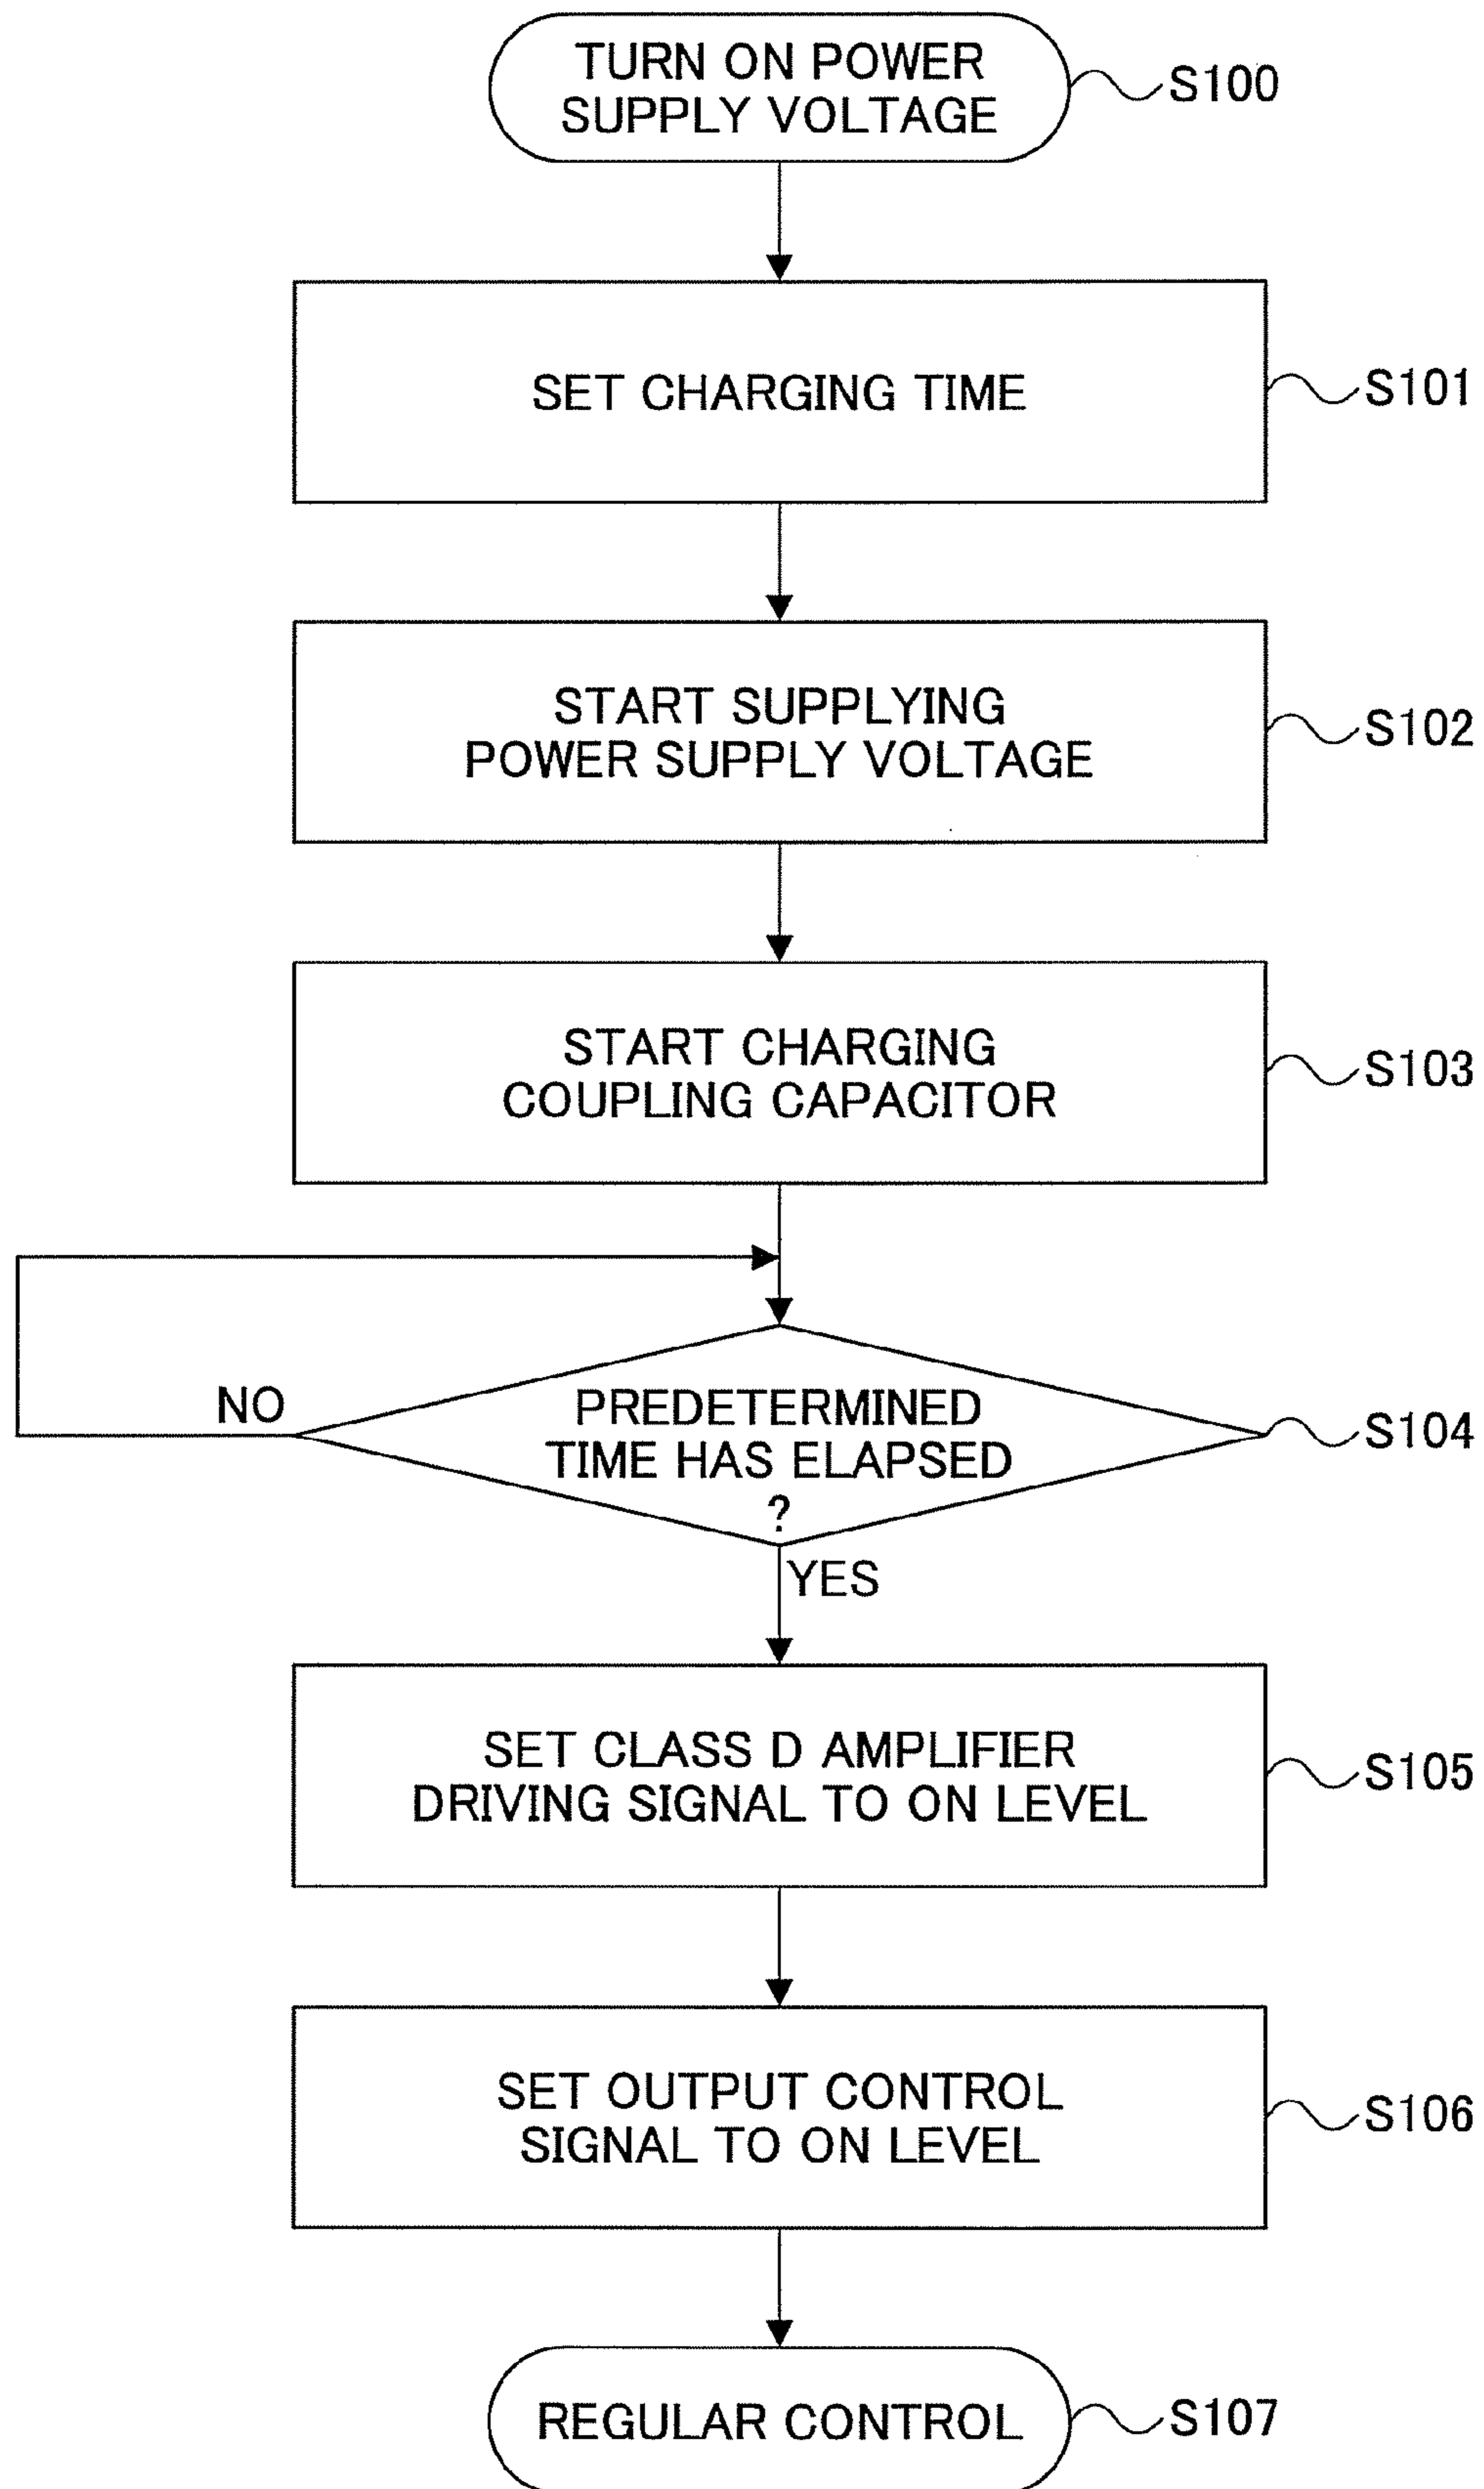 TURN ON POWER
SUPPLY VOLTAGE
S100
SET CHARGING TIME
S101
START SUPPLYING
POWER SUPPLY VOLTAGE
S102
START CHARGING
COUPLING CAPACITOR
S103
NO
PREDETERMINED
TIME HAS ELAPSED
?
S104
YES
SET CLASS D AMPLIFIER
DRIVING SIGNAL TO ON LEVEL
S105
SET OUTPUT CONTROL
SIGNAL TO ON LEVEL
S106
REGULAR CONTROL
S107